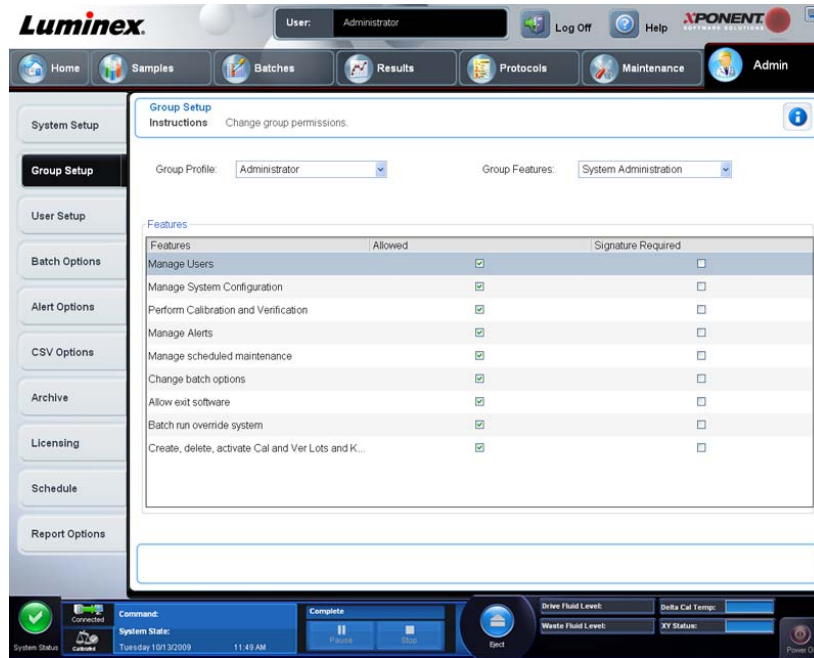 Luminex.
User: Administrator
Log Off
Help
XPONENT
SOFTWARE SOLUTIONS
Home
Samples
Batches
Results
Protocols
Maintenance
Admin
System Setup
Group Setup
User Setup
Batch Options
Alert Options
CSV Options
Archive
Licensing
Schedule
Report Options
Group Setup
Instructions Change group permissions.
Group Profile: Administrator
Group Features: System Administration
Features
Features Allowed Signature Required
Manage Users
Manage System Configuration
Perform Calibration and Verification
Manage Alerts
Manage scheduled maintenance
Change batch options
Allow exit software
Batch run override system
Create, delete, activate Cal and Ver Lots and K...
System Status
Connected
Calibrated
Command:
System State:
Tuesday 10/13/2009 11:49 AM
Complete
Pause
Stop
Eject
Drive Fluid Level:
Waste Fluid Level:
Delta Cal Temp:
XY Status:
Power O